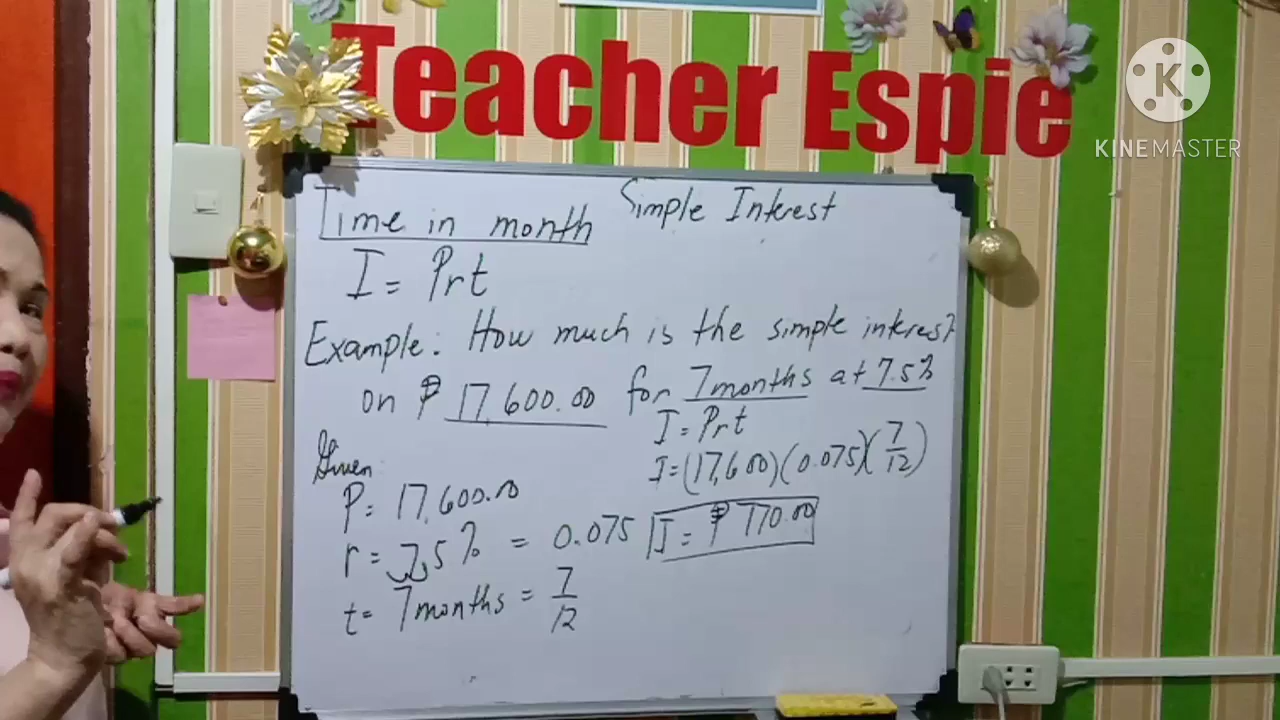 Teacher Espie
K
KINEMASTER
Time in month
Simple Interest
I = Prt
Example: How much is the simple interest?
on ₱ 17,600.00 for 7 months at 7.5%
I = Prt
I = (17,600) (0.075) (7/12)
I = ₱ 770.00
Given
P = 17,600.00
r = 7.5% = 0.075
t = 7 months = 7/12